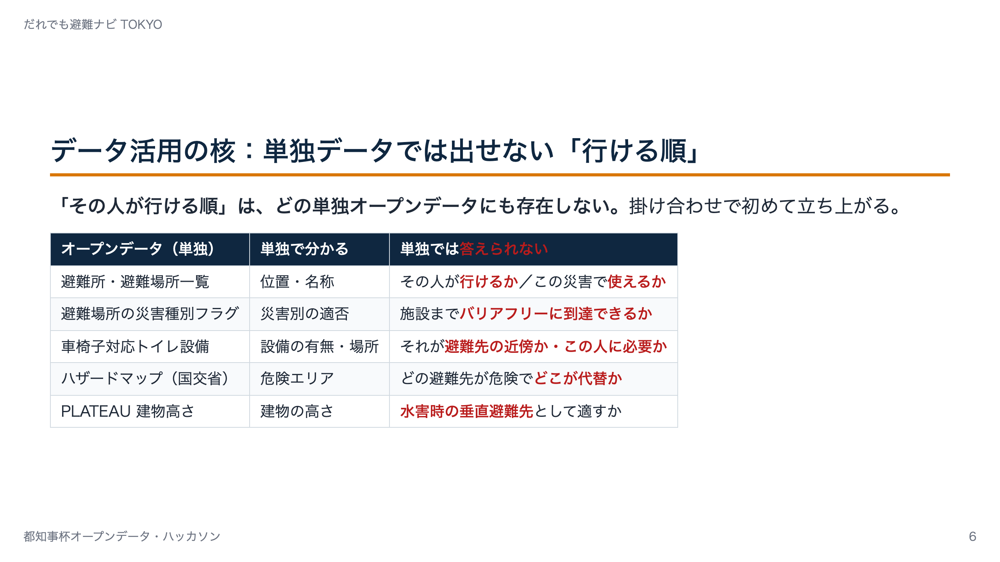 だれでも避難ナビ TOKYO
データ活用の核：単独データでは出せない「行ける順」
「その人が行ける順」は、どの単独オープンデータにも存在しない。掛け合わせで初めて立ち上がる。
オープンデータ（単独） 単独で分かる 単独では答えられない
避難所・避難場所一覧 位置・名称 その人が行けるか／この災害で使えるか
避難場所の災害種別フラグ 災害別の適否 施設までバリアフリーに到達できるか
車椅子対応トイレ設備 設備の有無・場所 それが避難先の近傍か・この人に必要か
ハザードマップ（国交省） 危険エリア どの避難先が危険でどこが代替か
PLATEAU 建物高さ 建物の高さ 水害時の垂直避難先として適すか
都知事杯オープンデータ・ハッカソン
6